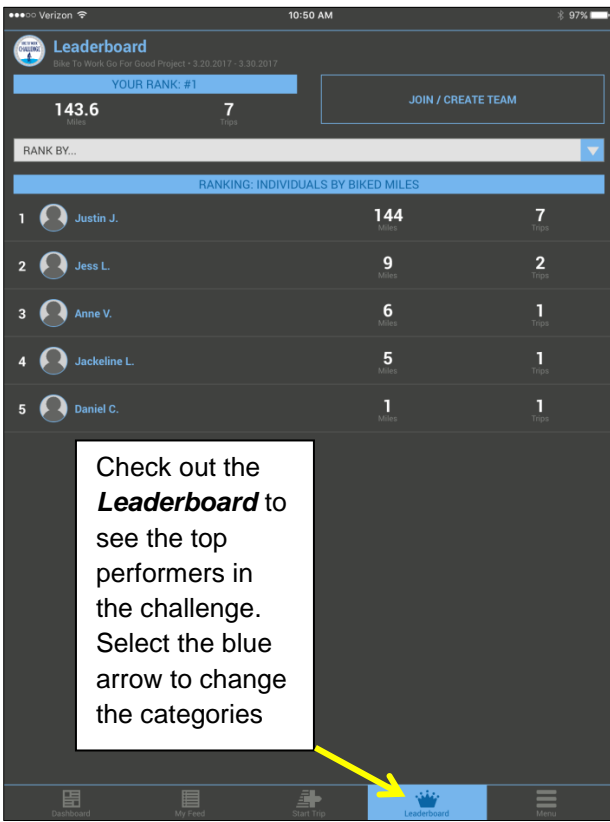 Verizon 10:50 AM 97%
Leaderboard
Bike To Work Go For Good Project • 3.20.2017 - 3.30.2017
YOUR RANK: #1
143.6 7
Miles Trips
JOIN / CREATE TEAM
RANK BY...
RANKING: INDIVIDUALS BY BIKED MILES
1 Justin J. 144 7
Miles Trips
2 Jess L. 9 2
Miles Trips
3 Anne V. 6 1
Miles Trips
4 Jackeline L. 5 1
Miles Trips
5 Daniel C. 1 1
Miles Trips
Check out the
Leaderboard to
see the top
performers in
the challenge.
Select the blue
arrow to change
the categories
Dashboard My Feed Start Trip Leaderboard Menu